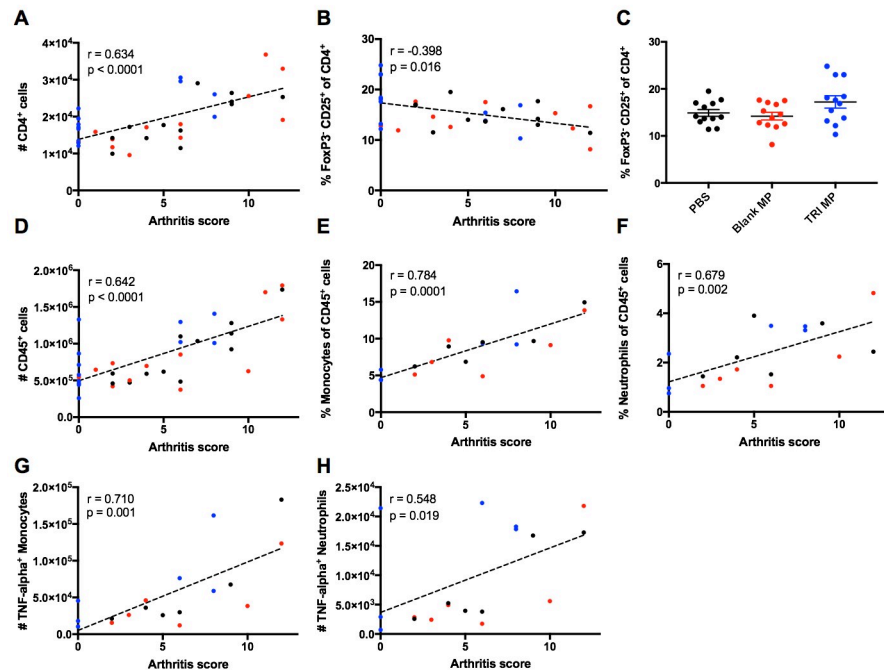 A
r = 0.634
p < 0.0001
# CD4⁺ cells
4×10⁴
3×10⁴
2×10⁴
1×10⁴
0
0 5 10
Arthritis score
B
r = -0.398
p = 0.016
% FoxP3⁻ CD25⁺ of CD4⁺
30
20
10
0
0 5 10
Arthritis score
C
% FoxP3⁻ CD25⁺ of CD4⁺
30
20
10
0
PBS
Blank MP
TRI MP
D
r = 0.642
p < 0.0001
# CD45⁺ cells
2.0×10⁶
1.5×10⁶
1.0×10⁶
5.0×10⁵
0.0
0 5 10
Arthritis score
E
r = 0.784
p = 0.0001
% Monocytes of CD45⁺ cells
20
15
10
5
0
0 5 10
Arthritis score
F
r = 0.679
p = 0.002
% Neutrophils of CD45⁺ cells
6
4
2
0
0 5 10
Arthritis score
G
r = 0.710
p = 0.001
# TNF-alpha⁺ Monocytes
2.0×10⁵
1.5×10⁵
1.0×10⁵
5.0×10⁴
0.0
0 5 10
Arthritis score
H
r = 0.548
p = 0.019
# TNF-alpha⁺ Neutrophils
2.5×10⁴
2.0×10⁴
1.5×10⁴
1.0×10⁴
5.0×10³
0.0
0 5 10
Arthritis score